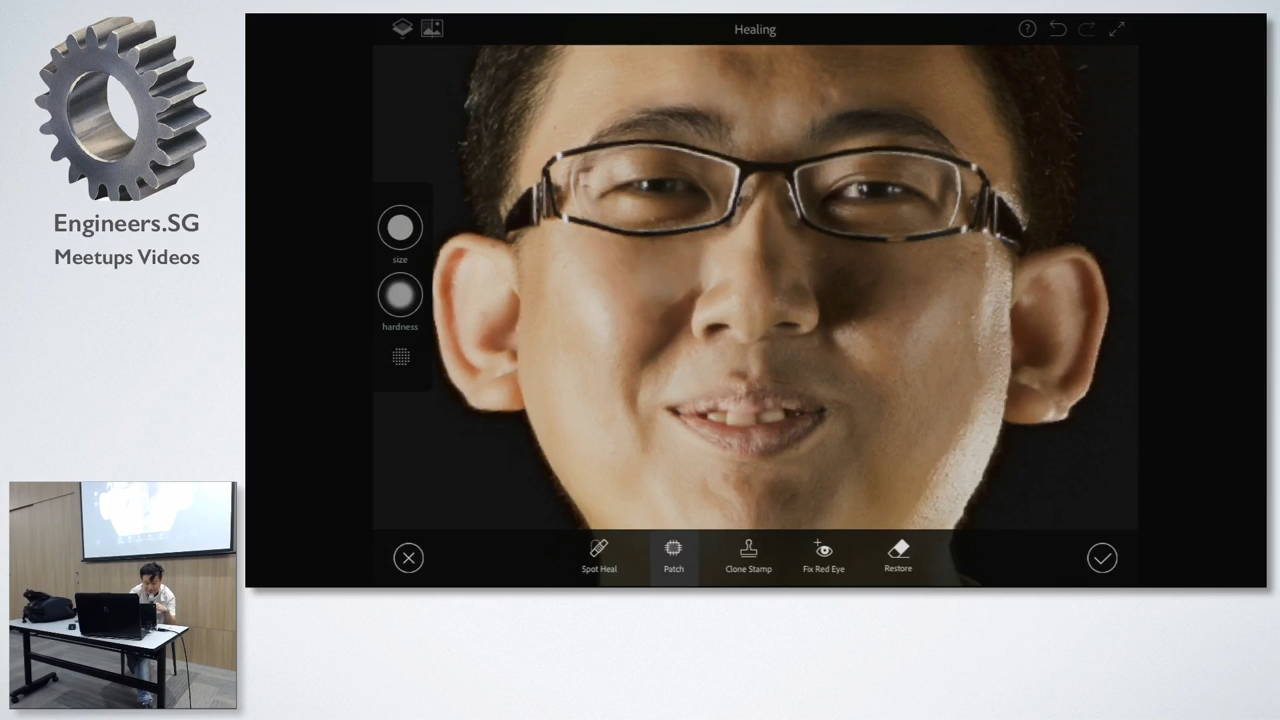 Healing
?
Engineers.SG
Meetups Videos
size
hardness
Spot Heal
Patch
Clone Stamp
Fix Red Eye
Restore